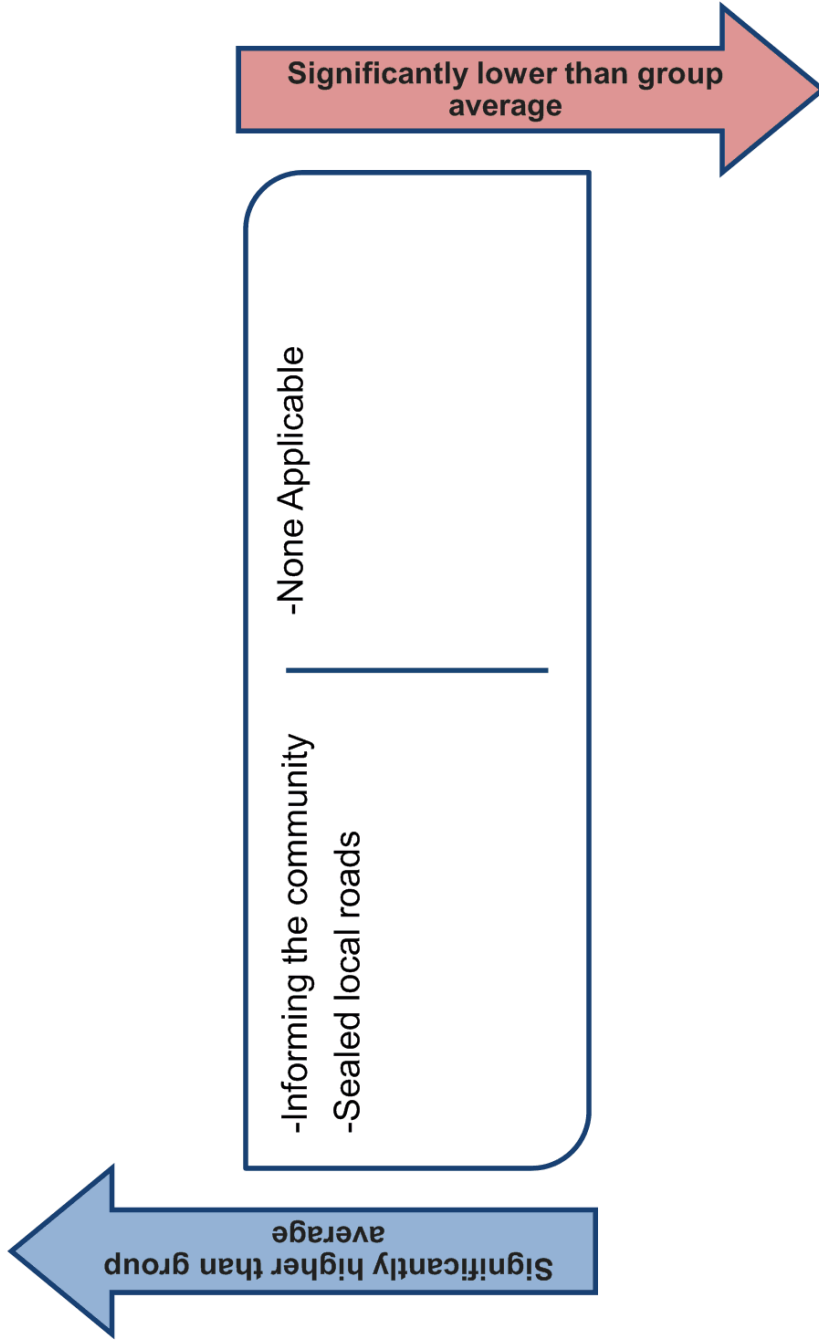 Significantly higher than group
average
-Informing the community
-Sealed local roads
-None Applicable
Significantly lower than group
average